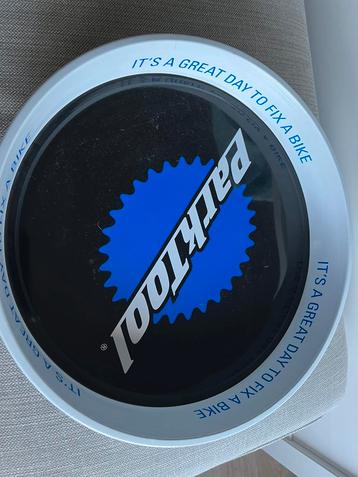 IT'S A GREAT DAY TO FIX A BIKE
ParkTool®
IT'S A GREAT DAY TO FIX A BIKE
IT'S A GREAT DAY TO FIX A BIKE